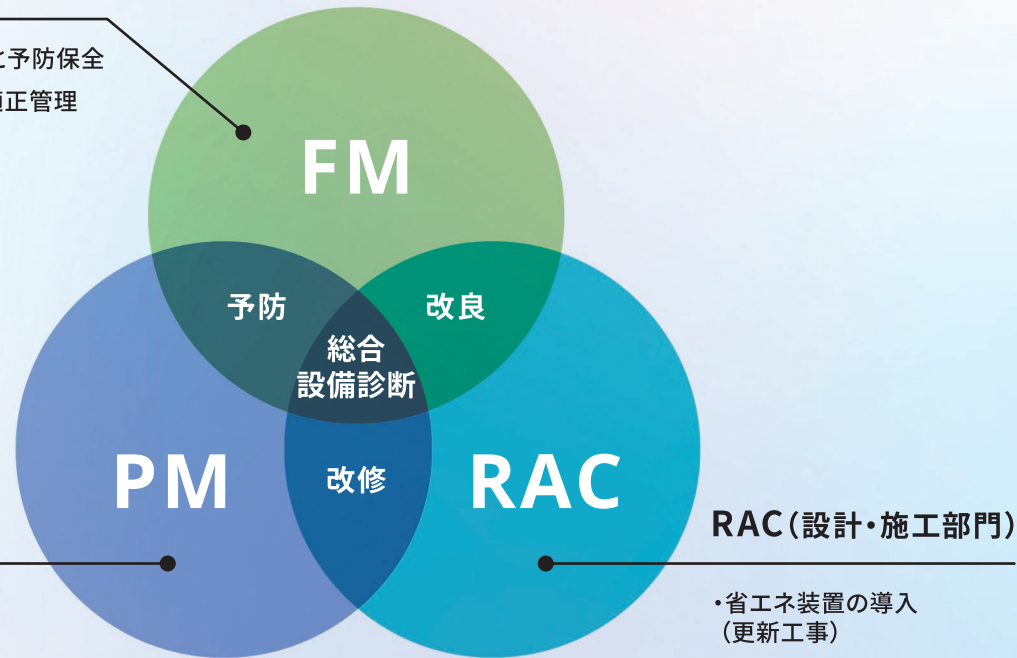 と予防保全
適正管理
FM
予防
改良
総合
設備診断
PM
改修
RAC
RAC(設計・施工部門)
・省エネ装置の導入
(更新工事)